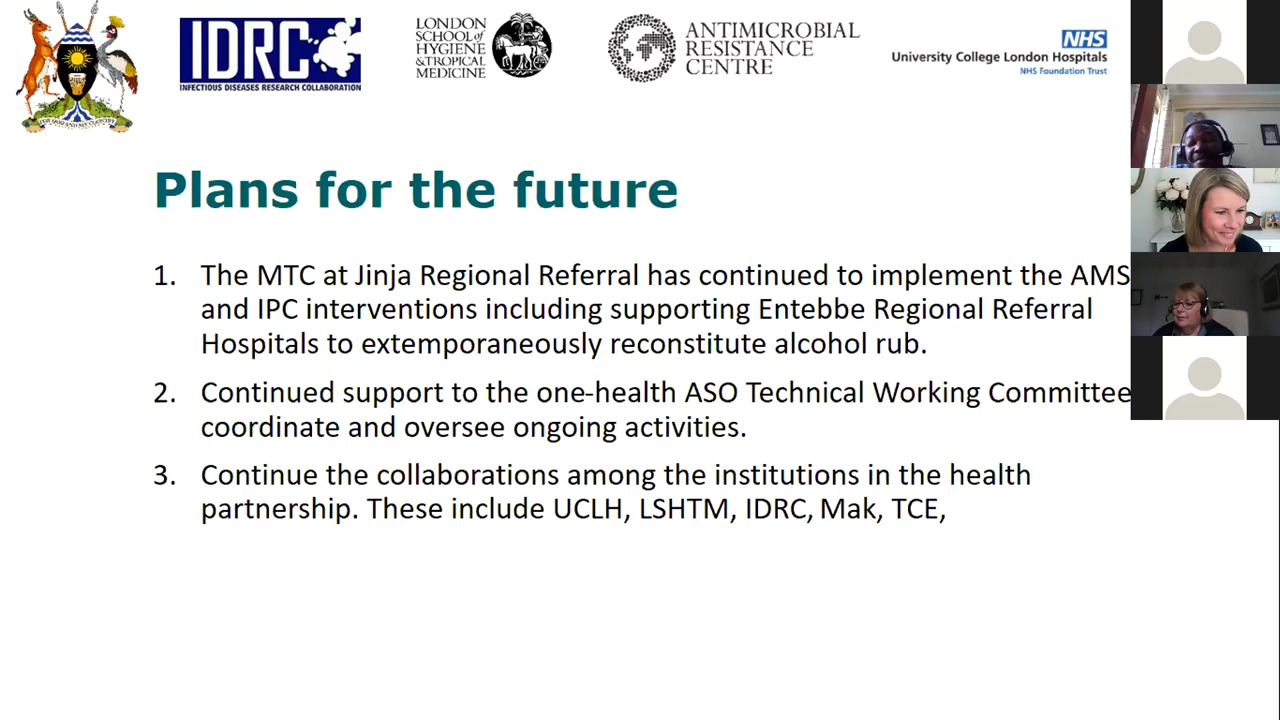 IDRC
INFECTIOUS DISEASES RESEARCH COLLABORATION
LONDON
SCHOOL of
HYGIENE
& TROPICAL
MEDICINE
ANTIMICROBIAL
RESISTANCE
CENTRE
NHS
University College London Hospitals
NHS Foundation Trust
Plans for the future
1. The MTC at Jinja Regional Referral has continued to implement the AMS
and IPC interventions including supporting Entebbe Regional Referral
Hospitals to extemporaneously reconstitute alcohol rub.
2. Continued support to the one-health ASO Technical Working Committee
coordinate and oversee ongoing activities.
3. Continue the collaborations among the institutions in the health
partnership. These include UCLH, LSHTM, IDRC, Mak, TCE,